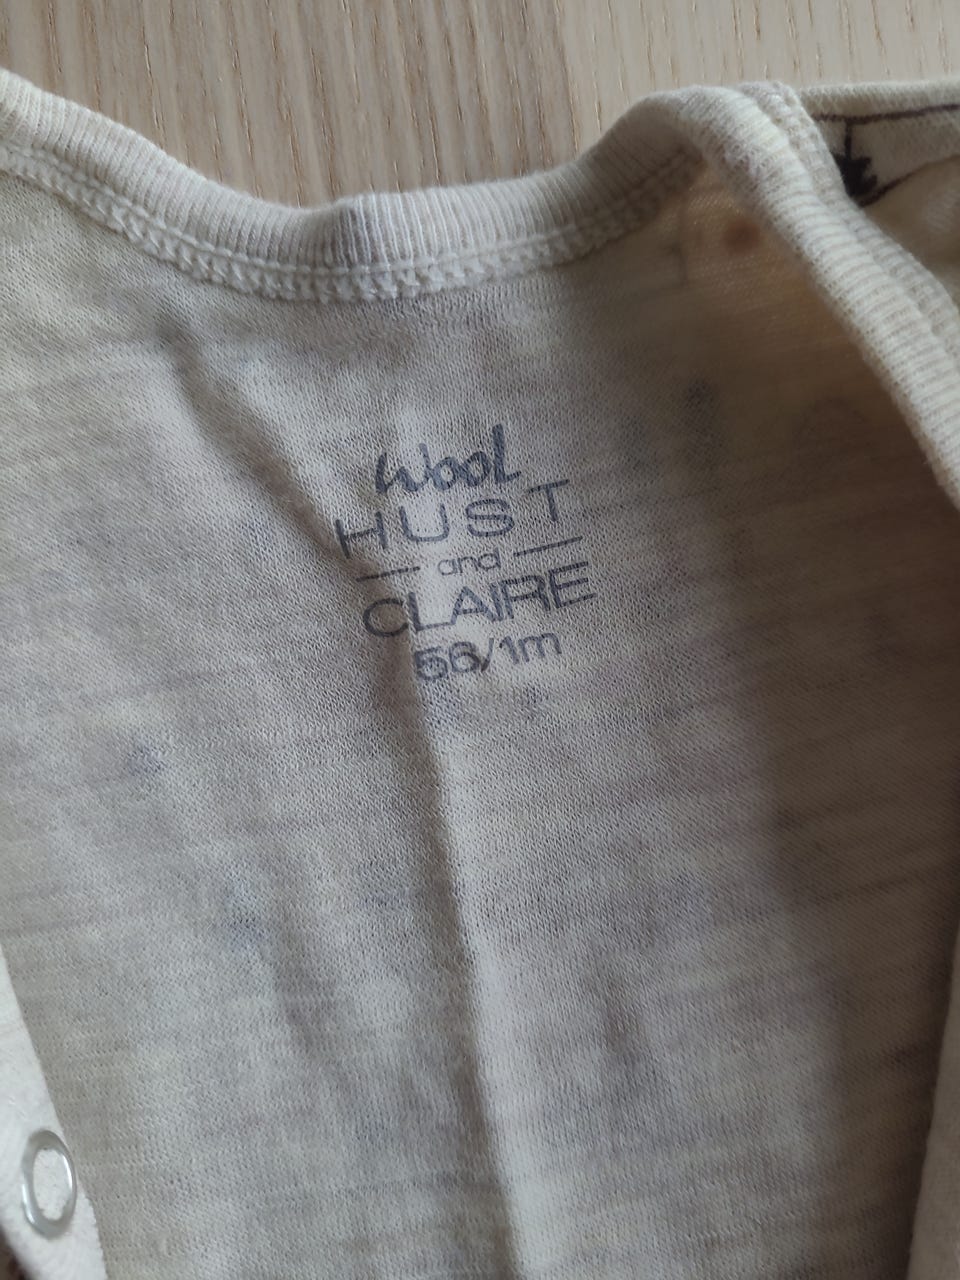 Wool
HUST
and
CLAIRE
56/1m